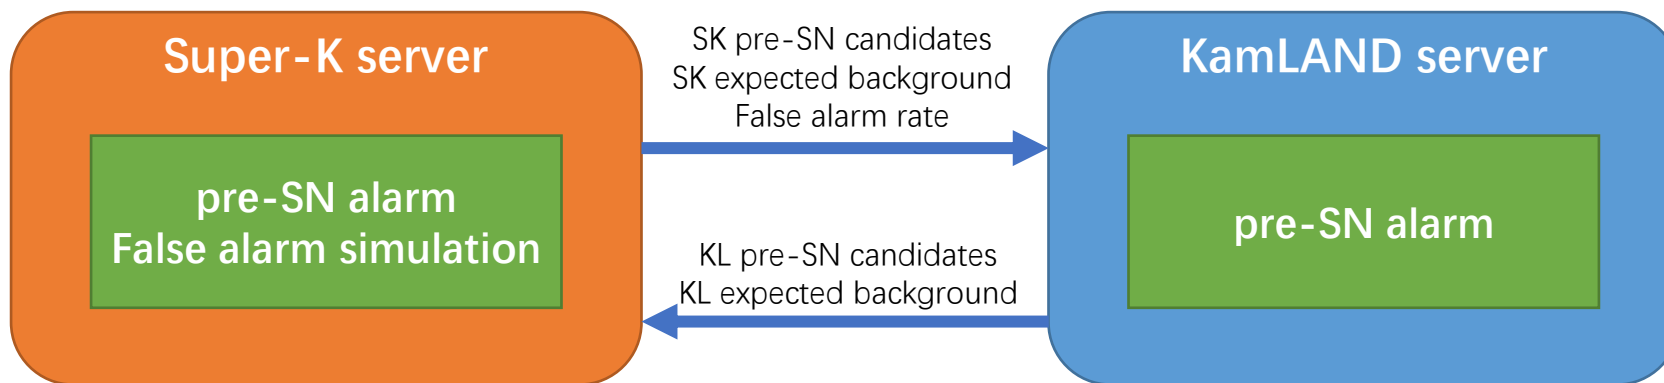 Super-K server
pre-SN alarm
False alarm simulation
SK pre-SN candidates
SK expected background
False alarm rate
KL pre-SN candidates
KL expected background
KamLAND server
pre-SN alarm